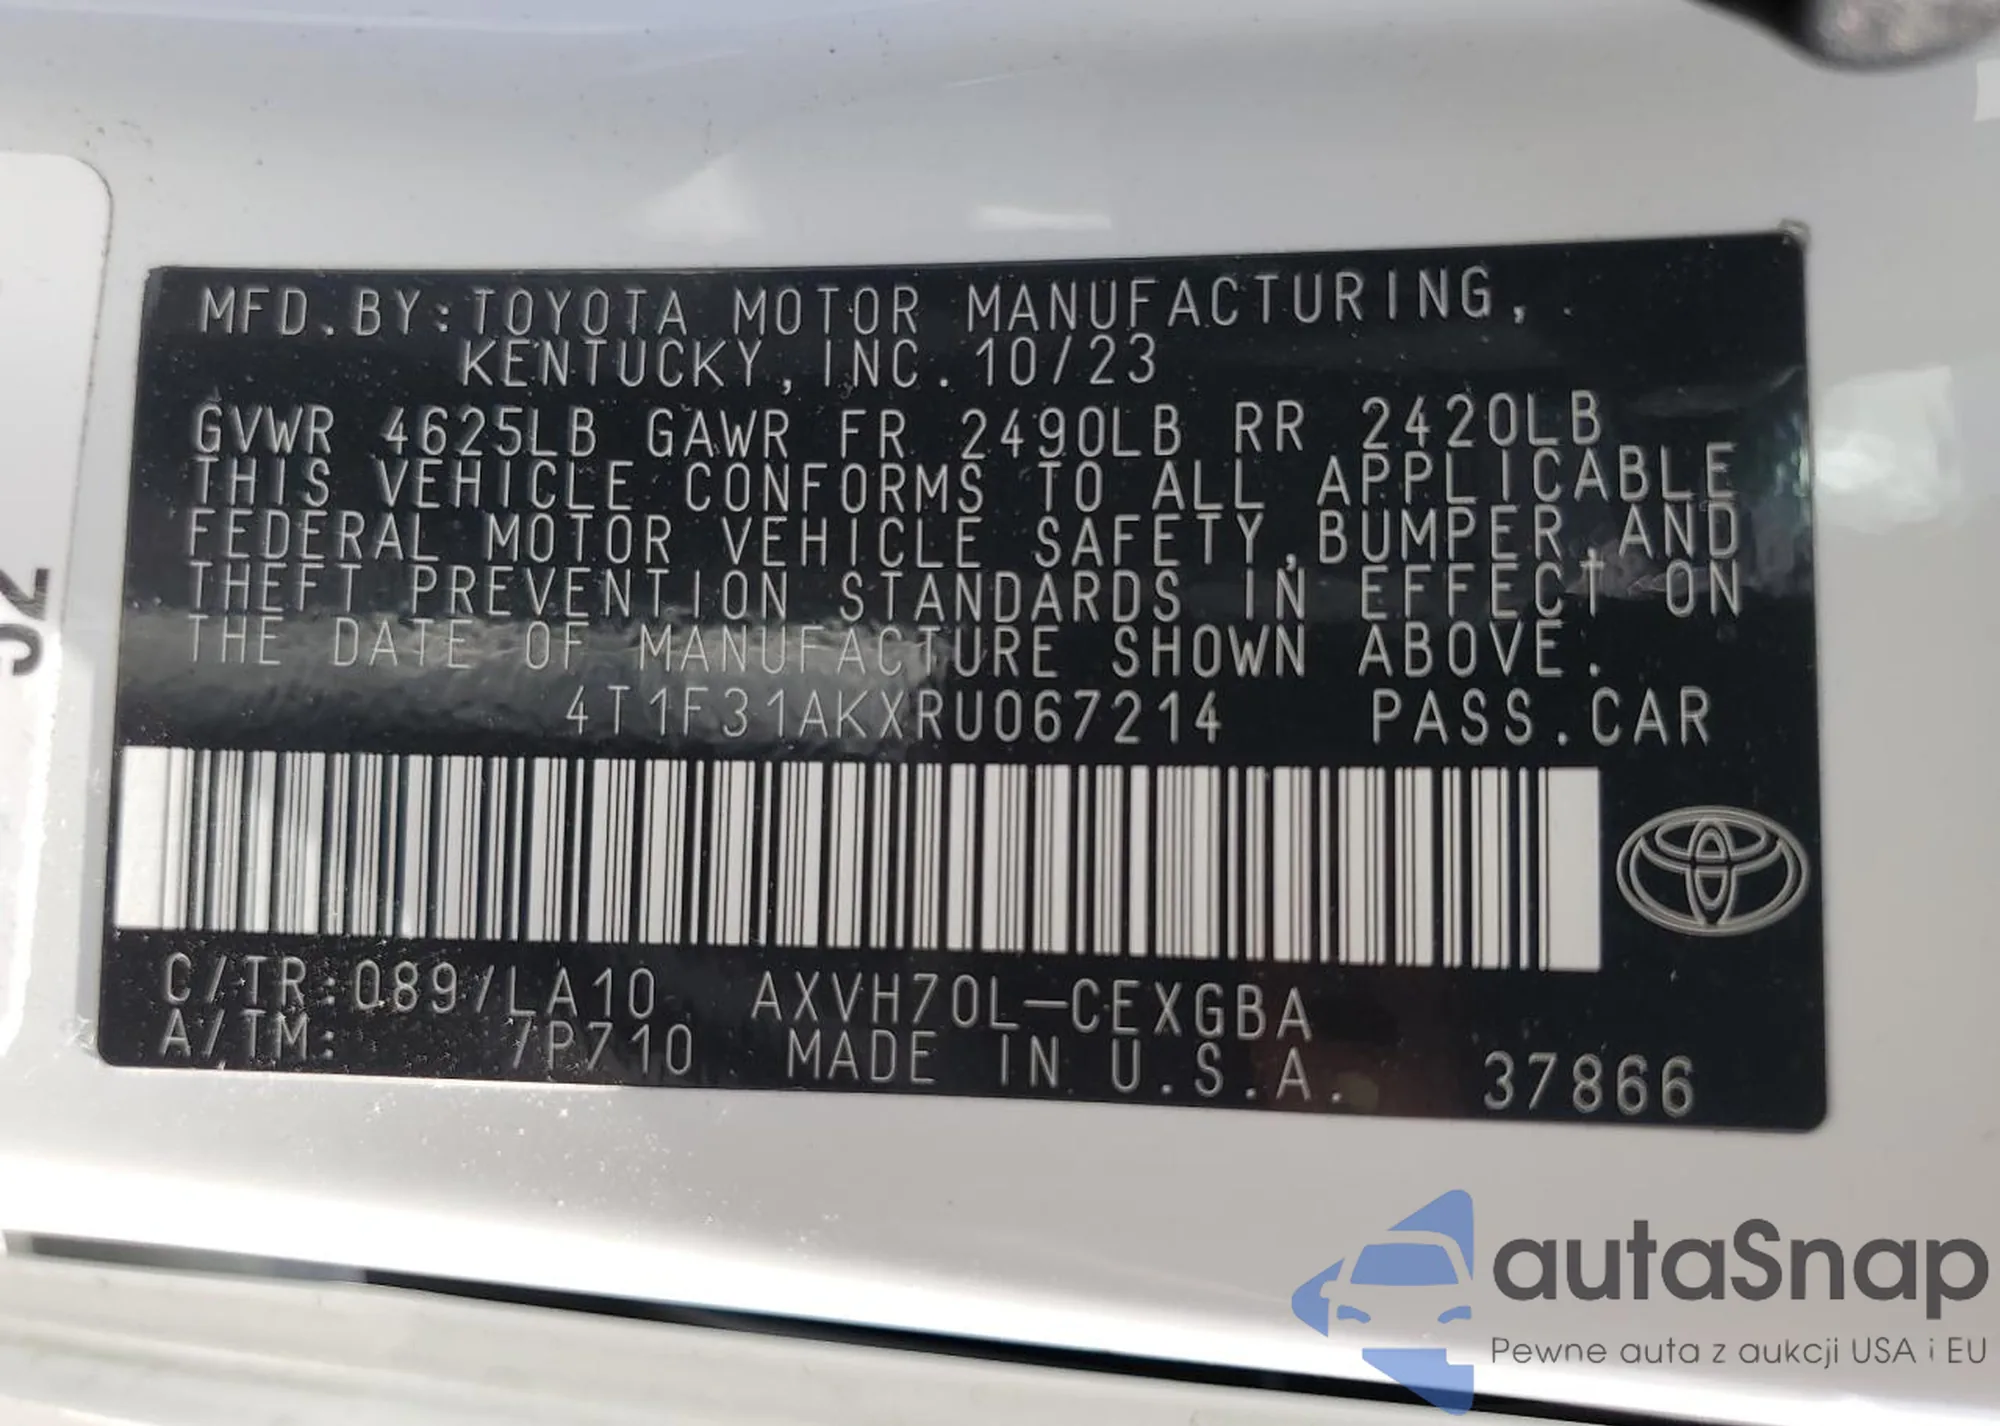 MFD.BY:TOYOTA MOTOR MANUFACTURING,
KENTUCKY, INC. 10/23
GVWR 4625LB GAWR FR 2490LB RR 2420LB
THIS VEHICLE CONFORMS TO ALL APPLICABLE
FEDERAL MOTOR VEHICLE SAFETY,BUMPER,AND
THEFT PREVENTION STANDARDS IN EFFECT ON
THE DATE OF MANUFACTURE SHOWN ABOVE.
4T1F31AKXRU067214 PASS.CAR
C/TR:089/LA10 AXVH70L-CEXGBA
A/TM: /P710 MADE IN U.S.A. 37866
autaSnap
Pewne auta z aukcji USA i EU